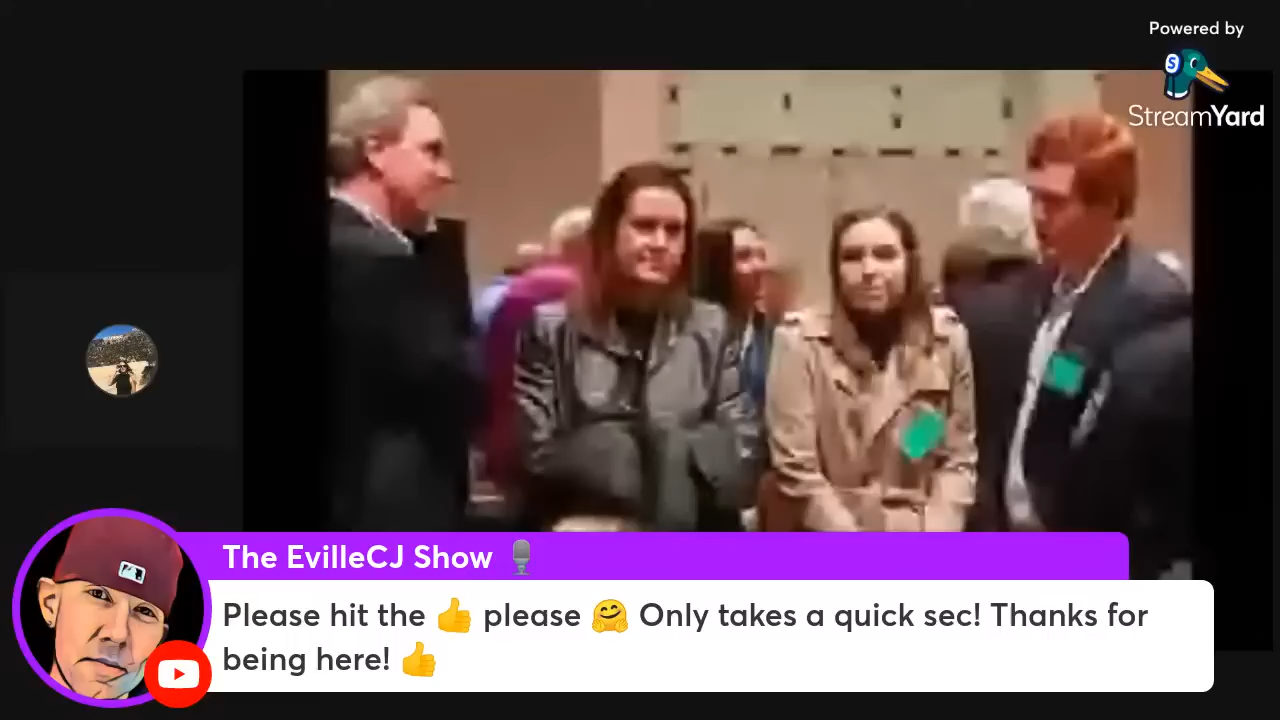 Powered by
StreamYard
The EvilleCJ Show 🎙️
Please hit the 👍 please 🤗 Only takes a quick sec! Thanks for
being here! 👍